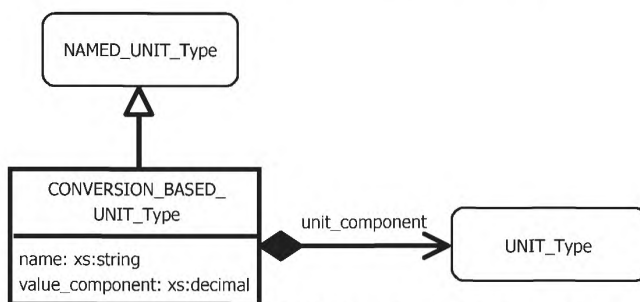 NAMED_UNIT_Type
CONVERSION_BASED_
UNIT_Type
name: xs:string
value_component: xs:decimal
unit_component
UNIT_Type